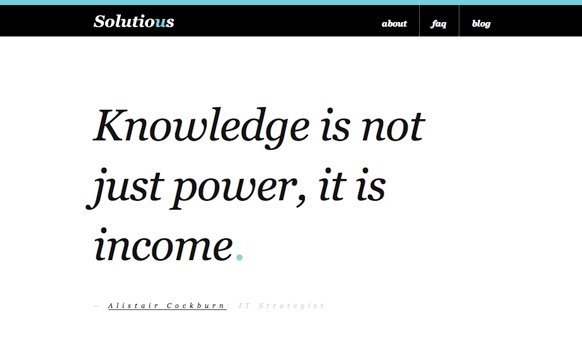 Solutious
about
faq
blog
Knowledge is not
just power, it is
income.
— Alistair Cockburn: IT Strategist